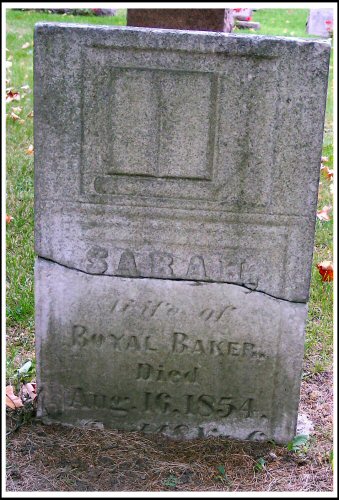 SARAH,
Wife of
ROYAL BAKER.
Died
Aug. 16, 1854.